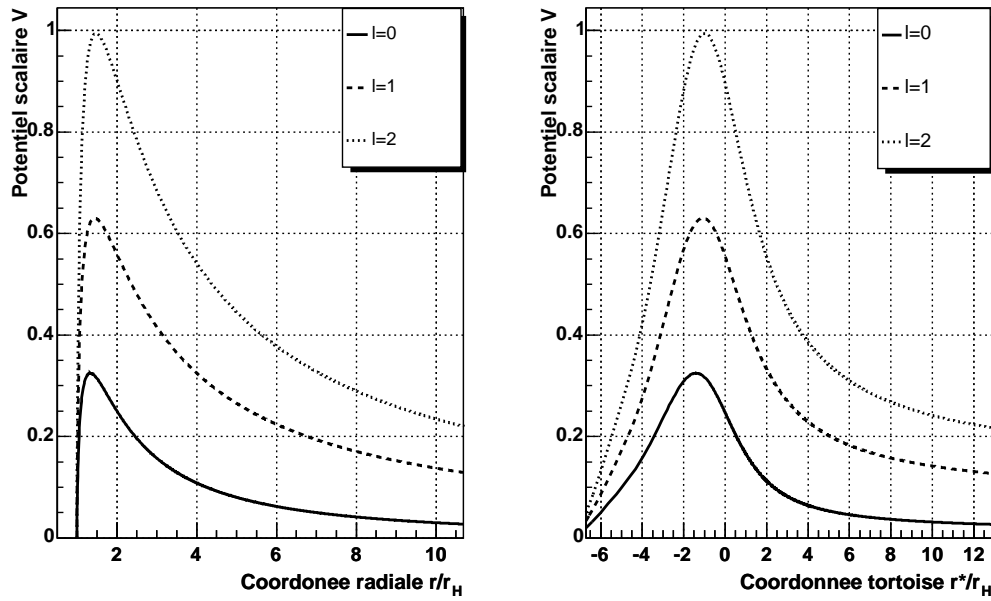 Potentiel scalaire V
1
0.8
0.6
0.4
0.2
0
2
4
6
8
10
Coordonee radiale r/r_H
l=0
l=1
l=2
Potentiel scalaire V
1
0.8
0.6
0.4
0.2
0
-6
-4
-2
0
2
4
6
8
10
12
Coordonnee tortoise r*/r_H
l=0
l=1
l=2